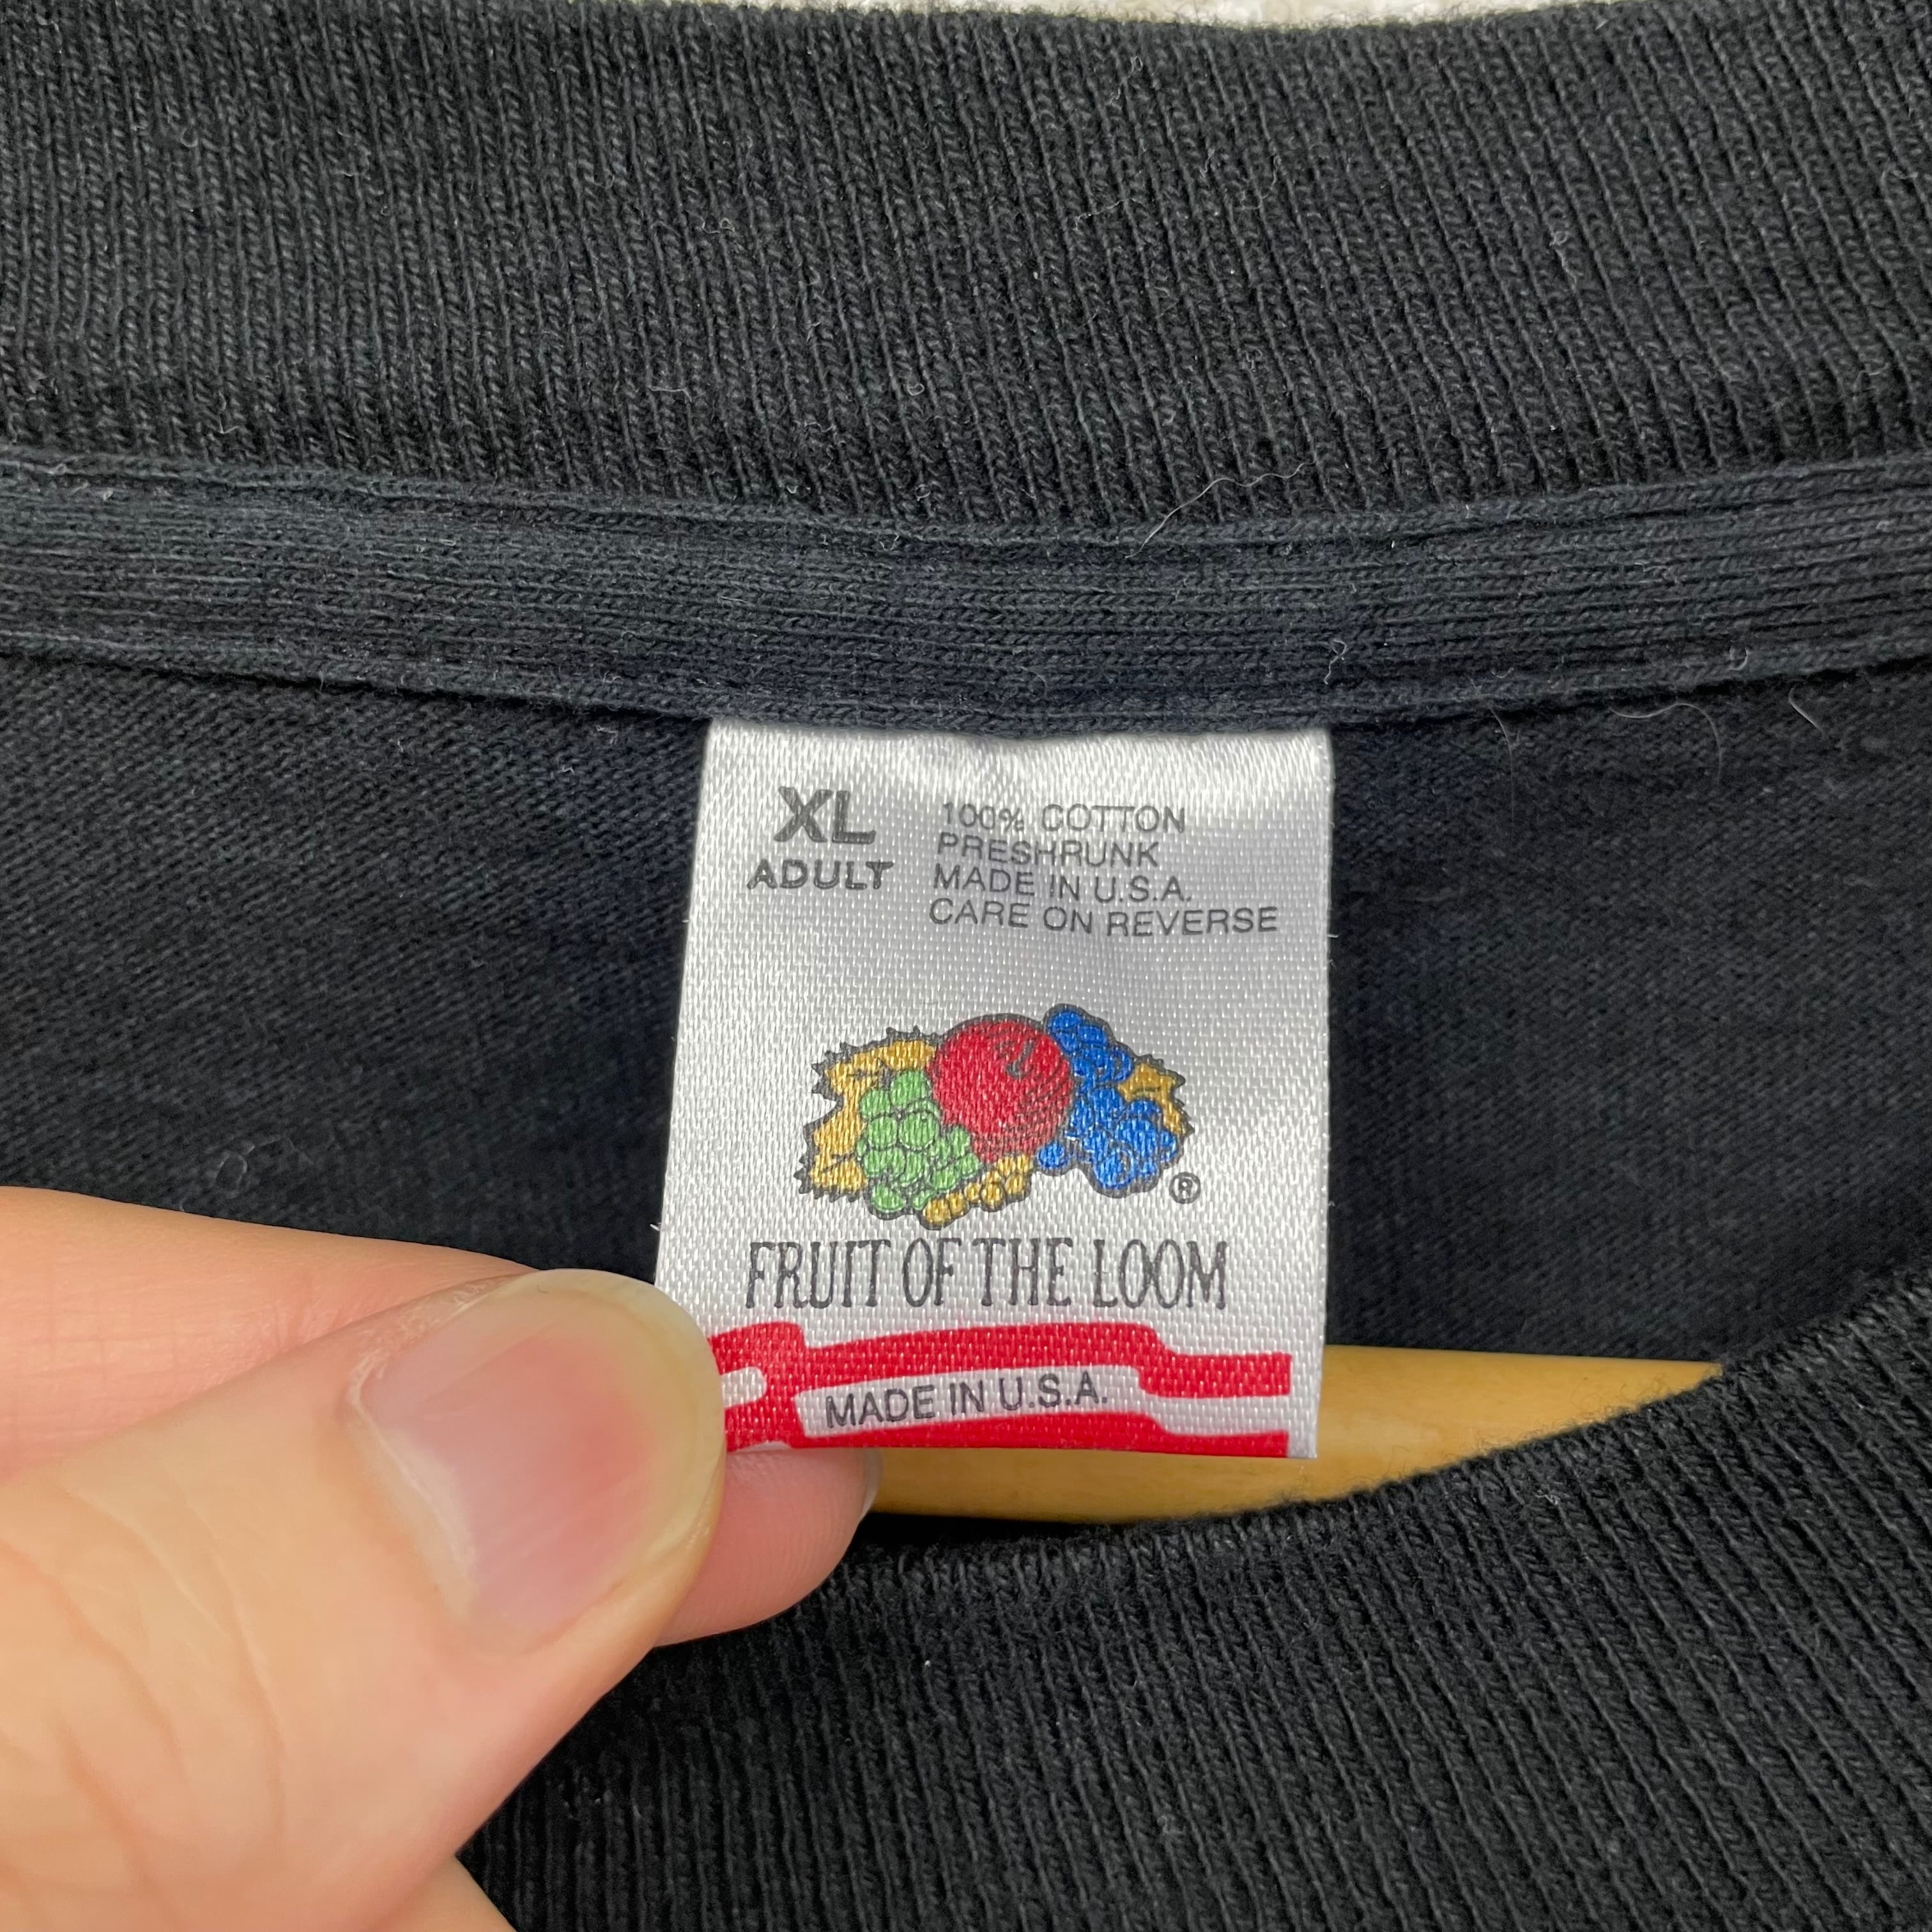 XL
ADULT
100% COTTON
PRESHRUNK
MADE IN U.S.A.
CARE ON REVERSE
®
FRUIT OF THE LOOM
MADE IN U.S.A.